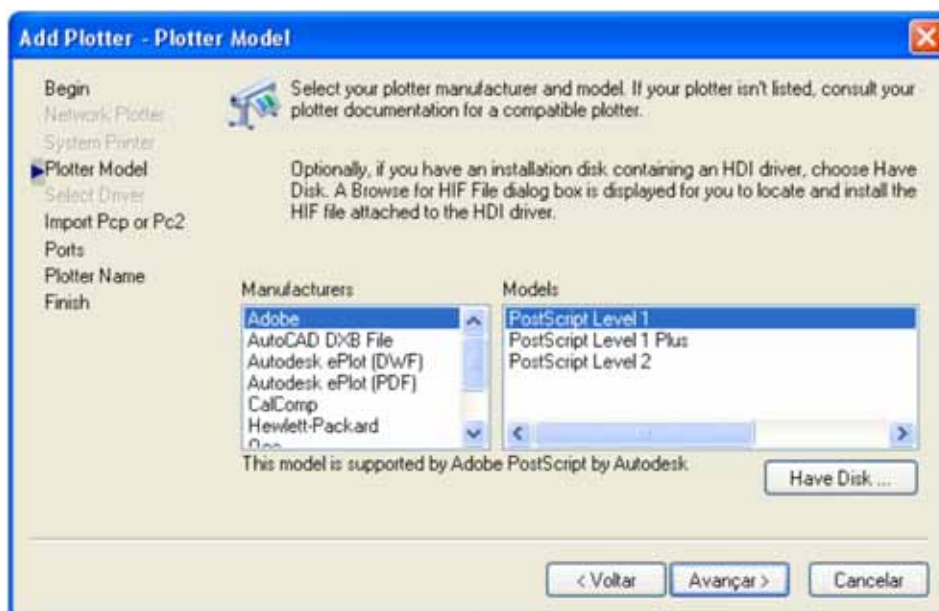 Add Plotter - Plotter Model
Begin
Network Plotter
System Printer
Plotter Model
Select Driver
Import Pcp or Pc2
Ports
Plotter Name
Finish
Select your plotter manufacturer and model. If your plotter isn't listed, consult your
plotter documentation for a compatible plotter.
Optionally, if you have an installation disk containing an HDI driver, choose Have
Disk. A Browse for HIF File dialog box is displayed for you to locate and install the
HIF file attached to the HDI driver.
Manufacturers
Adobe
AutoCAD DXB File
Autodesk ePlot (DWF)
Autodesk ePlot (PDF)
CalComp
Hewlett-Packard
Models
PostScript Level 1
PostScript Level 1 Plus
PostScript Level 2
This model is supported by Adobe PostScript by Autodesk
Have Disk ...
< Voltar
Avançar >
Cancelar